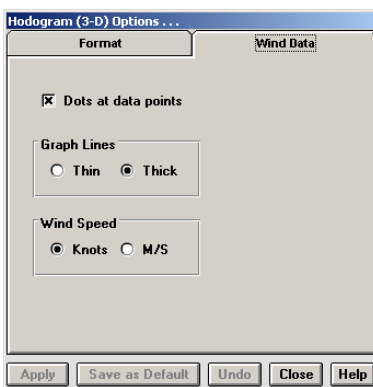 Hodogram (3-D) Options . . .
Format Wind Data
Dots at data points
Graph Lines
Thin Thick
Wind Speed
Knots M/S
Apply Save as Default Undo Close Help